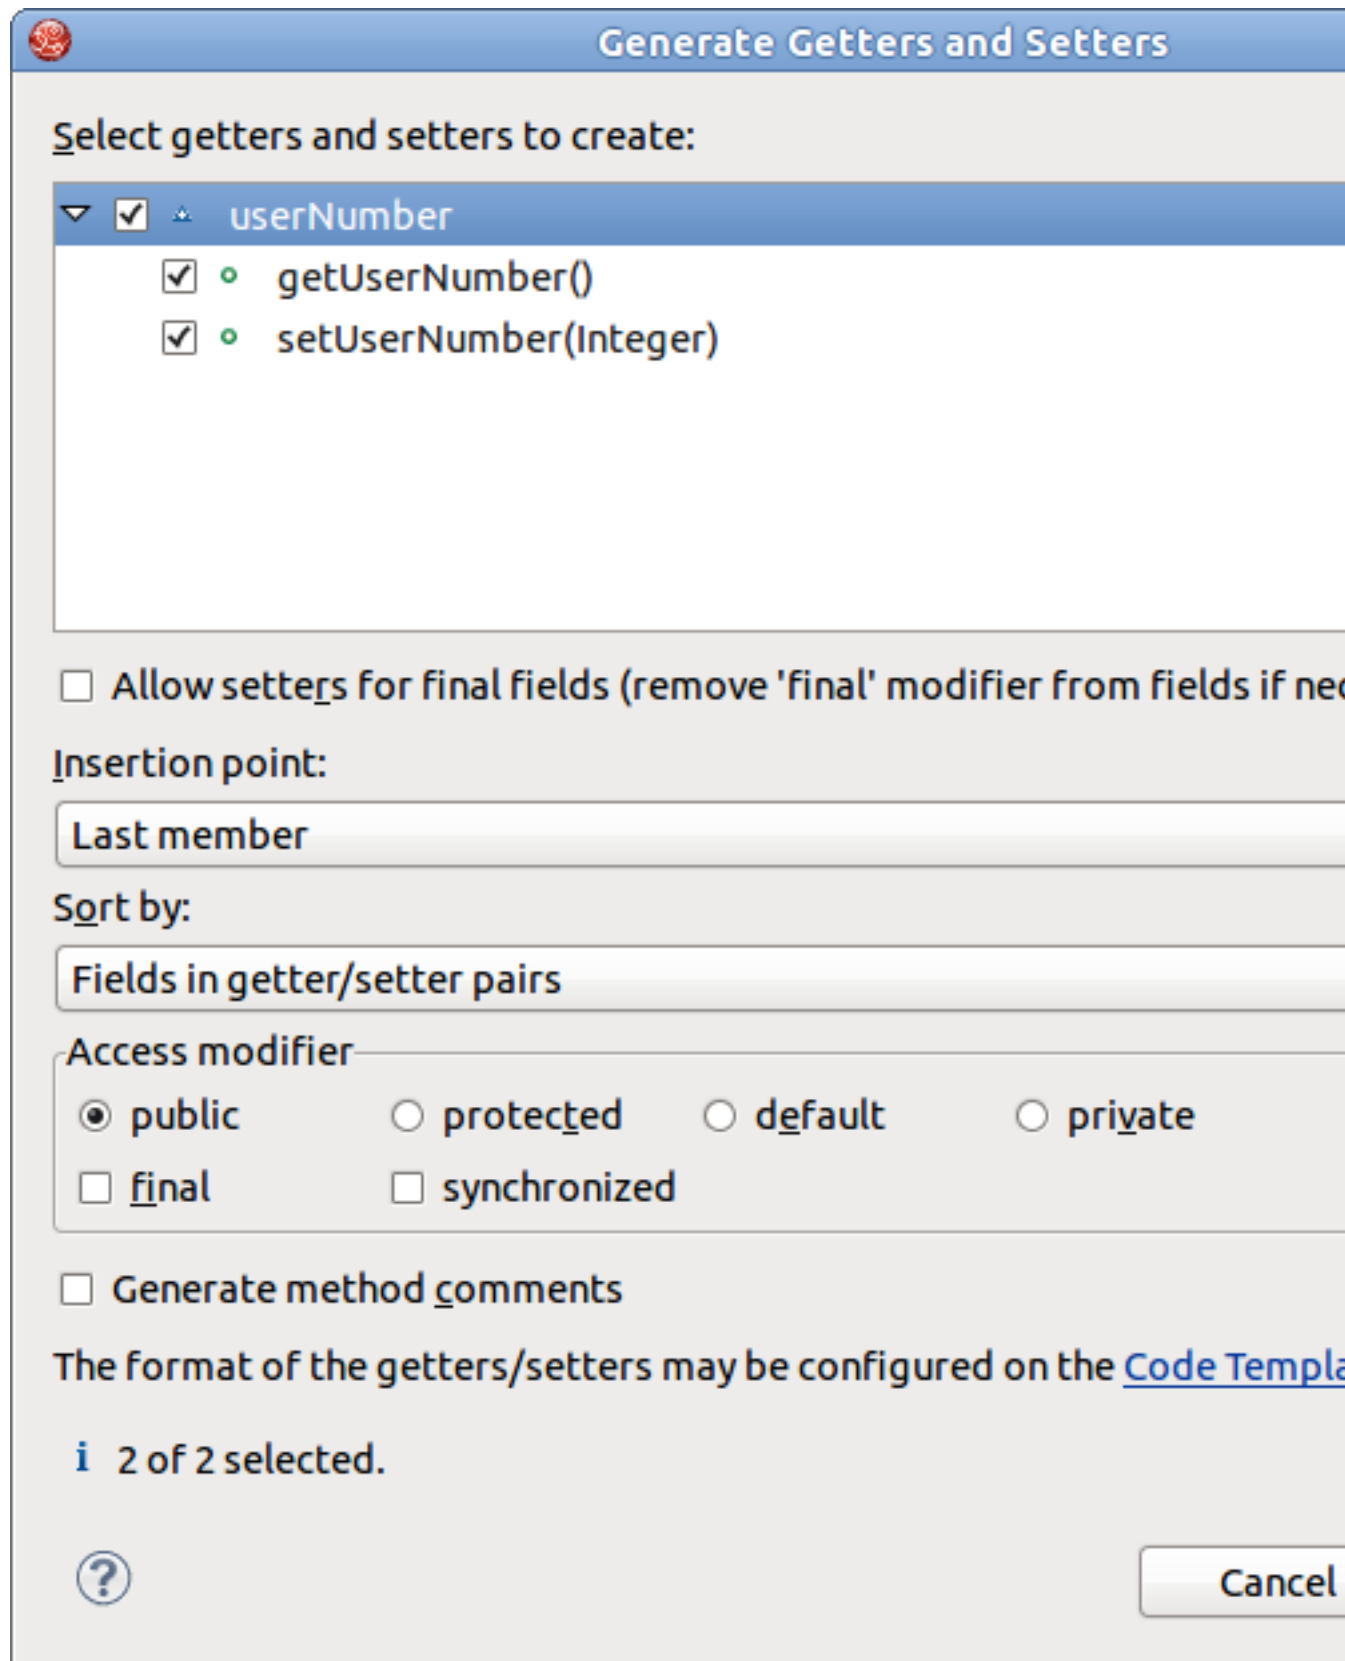 Generate Getters and Setters
Select getters and setters to create:
userNumber
getUserNumber()
setUserNumber(Integer)
Allow setters for final fields (remove 'final' modifier from fields if
Insertion point:
Last member
Sort by:
Fields in getter/setter pairs
Access modifier
public protected default private
final synchronized
Generate method comments
The format of the getters/setters may be configured on the Code
i 2 of 2 selected.
?
Cancel